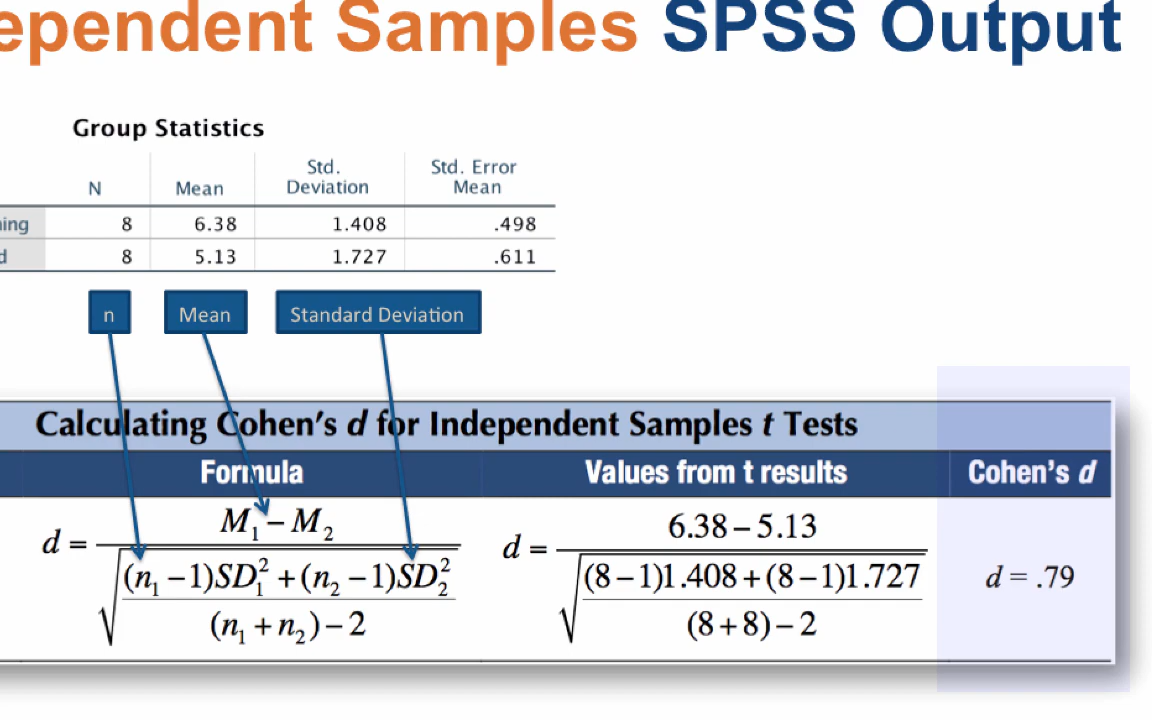 ependent Samples SPSS Output
Group Statistics
N Mean Std. Deviation Std. Error Mean
ing 8 6.38 1.408 .498
d 8 5.13 1.727 .611
n Mean Standard Deviation
Calculating Cohen's d for Independent Samples t Tests
Formula Values from t results Cohen's d
d = (M₁ − M₂) / √(((n₁ −1)SD₁² + (n₂ −1)SD₂²) / ((n₁ + n₂) − 2)) d = (6.38 − 5.13) / √(((8−1)1.408 + (8−1)1.727) / ((8+8) − 2)) d = .79